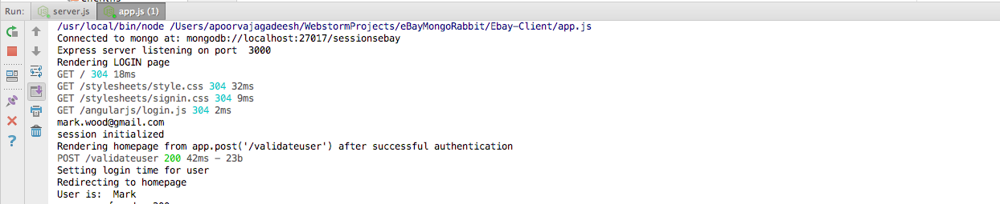 Run: server.js app.js (1)
/usr/local/bin/node /Users/apoorvajagadeesh/WebstormProjects/eBayMongoRabbit/Ebay-Client/app.js
Connected to mongo at: mongodb://localhost:27017/sessionsebay
Express server listening on port  3000
Rendering LOGIN page
GET / 304 18ms
GET /stylesheets/style.css 304 32ms
GET /stylesheets/signin.css 304 9ms
GET /angularjs/login.js 304 2ms
mark.wood@gmail.com
session initialized
Rendering homepage from app.post('/validateuser') after successful authentication
POST /validateuser 200 42ms - 23b
Setting login time for user
Redirecting to homepage
User is:  Mark